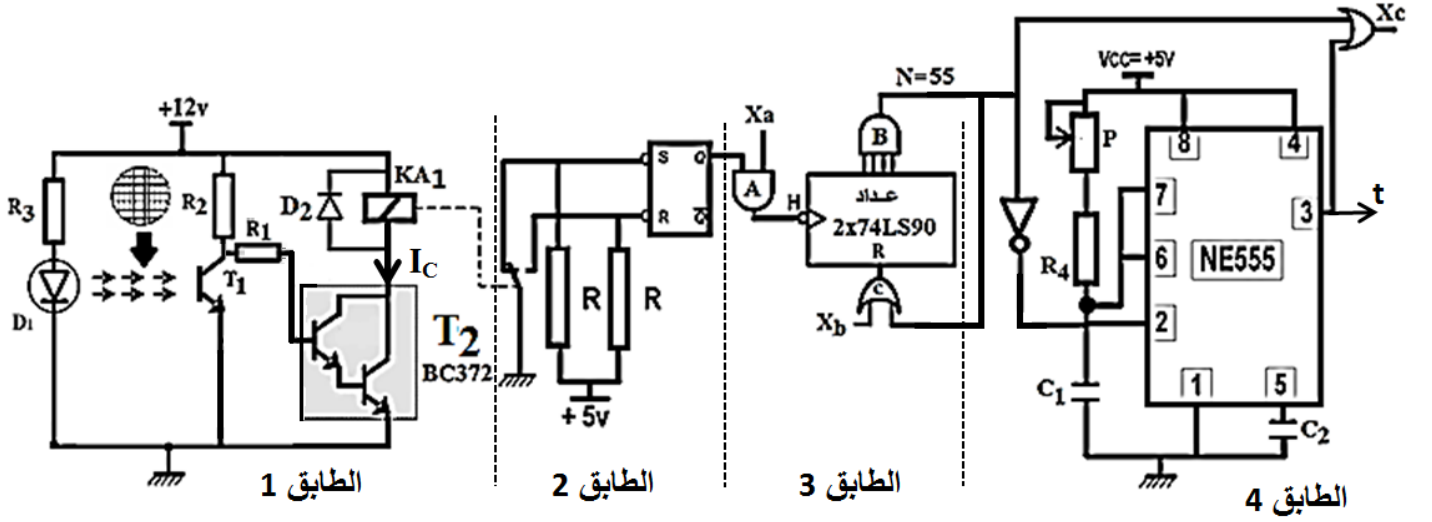 +12v
R3
D1
R2
R1
T1
D2
KA1
IC
T2
BC372
الطابق 1
S
Q
R
Q̅
R
R
+ 5v
الطابق 2
Xa
A
N=55
B
H
عداد
2x74LS90
R
C
Xb
الطابق 3
Xc
VCC= +5V
P
R4
C1
8
4
7
6
2
3
1
5
NE555
t
C2
الطابق 4